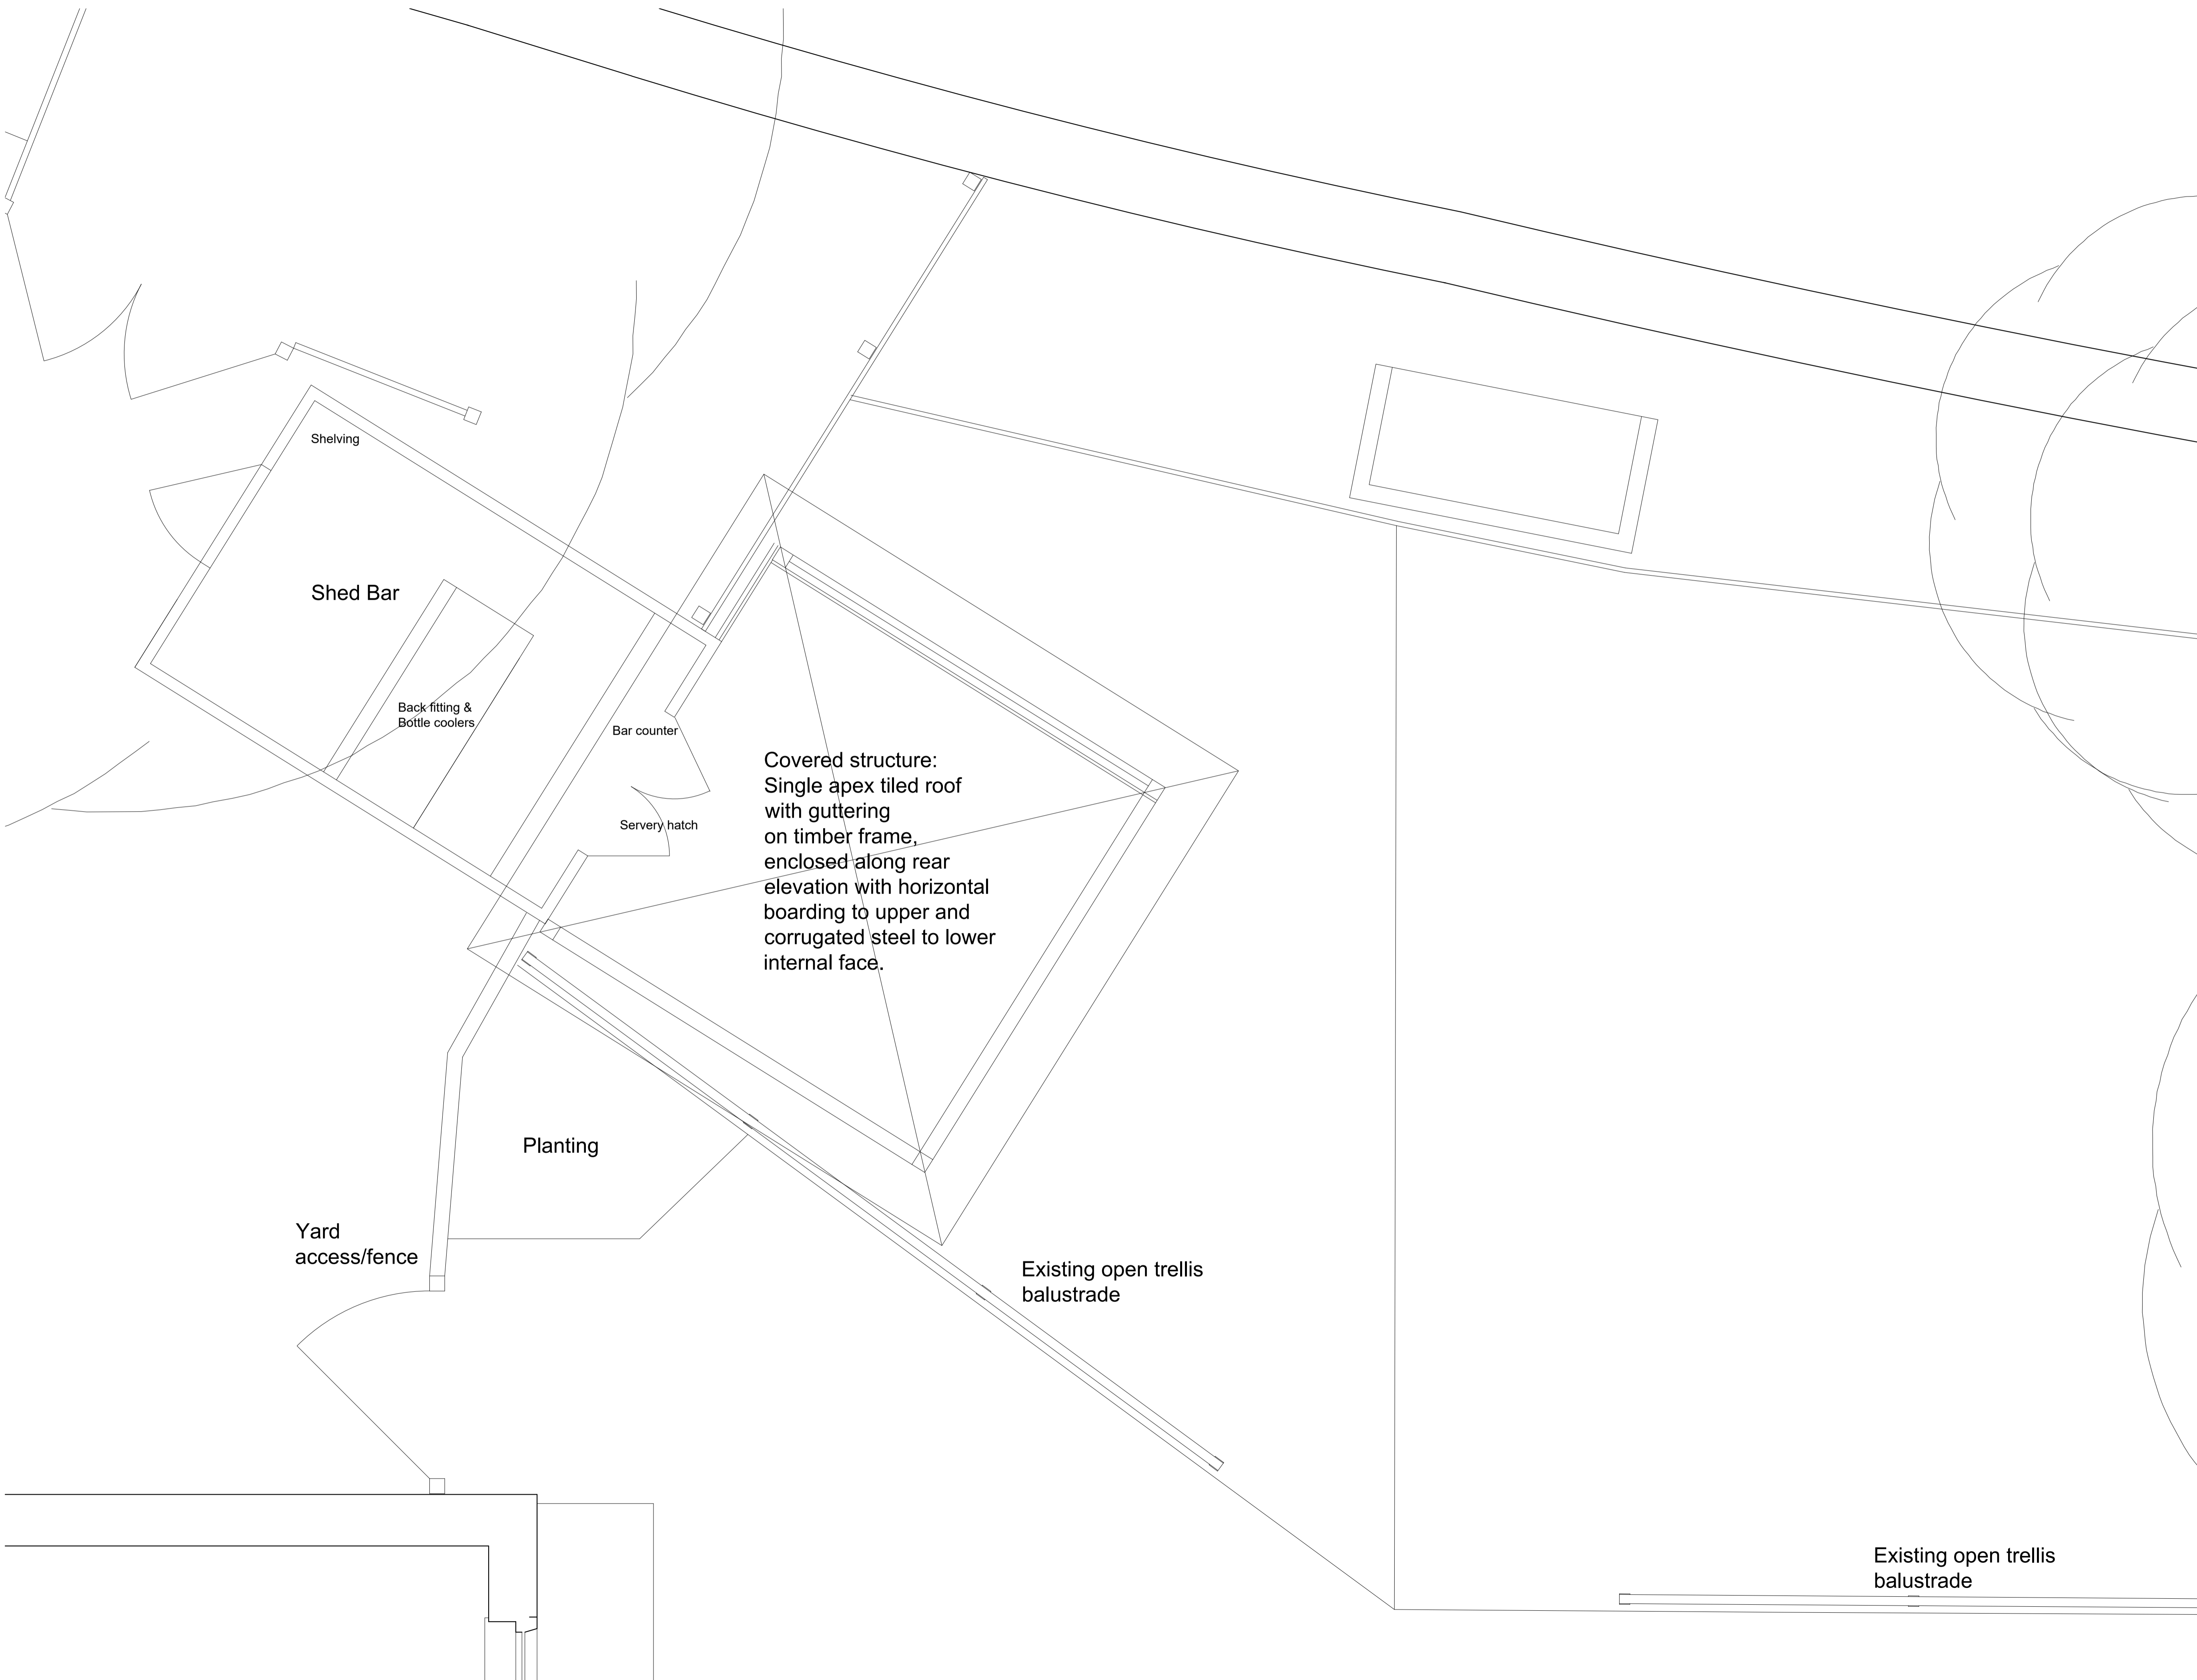 Shelving
Shed Bar
Back fitting &
Bottle coolers
Bar counter
Servery hatch
Covered structure:
Single apex tiled roof
with guttering
on timber frame,
enclosed along rear
elevation with horizontal
boarding to upper and
corrugated steel to lower
internal face.
Planting
Yard
access/fence
Existing open trellis
balustrade
Existing open trellis
balustrade